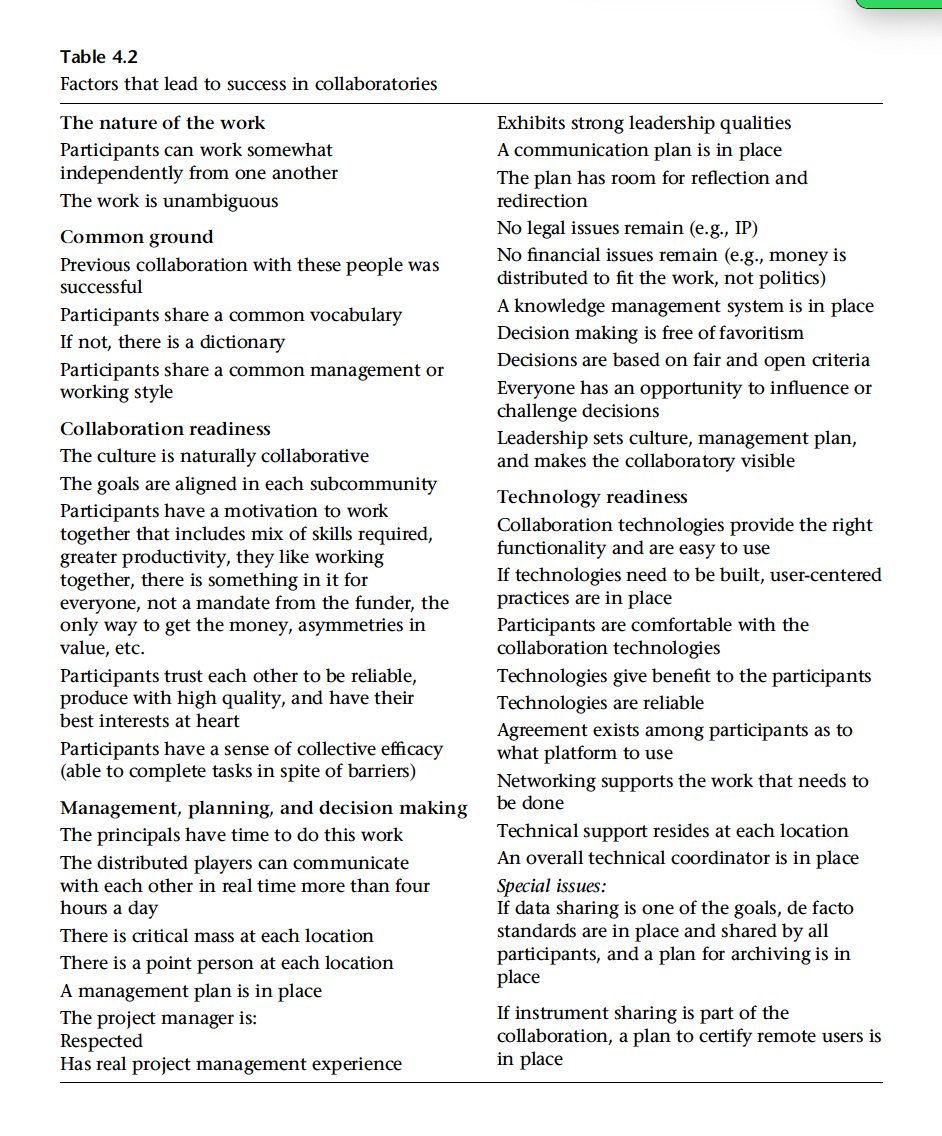 Table 4.2
Factors that lead to success in collaboratories
The nature of the work
Participants can work somewhat
independently from one another
The work is unambiguous
Common ground
Previous collaboration with these people was
successful
Participants share a common vocabulary
If not, there is a dictionary
Participants share a common management or
working style
Collaboration readiness
The culture is naturally collaborative
The goals are aligned in each subcommunity
Participants have a motivation to work
together that includes mix of skills required,
greater productivity, they like working
together, there is something in it for
everyone, not a mandate from the funder, the
only way to get the money, asymmetries in
value, etc.
Participants trust each other to be reliable,
produce with high quality, and have their
best interests at heart
Participants have a sense of collective efficacy
(able to complete tasks in spite of barriers)
Management, planning, and decision making
The principals have time to do this work
The distributed players can communicate
with each other in real time more than four
hours a day
There is critical mass at each location
There is a point person at each location
A management plan is in place
The project manager is:
Respected
Has real project management experience
Exhibits strong leadership qualities
A communication plan is in place
The plan has room for reflection and
redirection
No legal issues remain (e.g., IP)
No financial issues remain (e.g., money is
distributed to fit the work, not politics)
A knowledge management system is in place
Decision making is free of favoritism
Decisions are based on fair and open criteria
Everyone has an opportunity to influence or
challenge decisions
Leadership sets culture, management plan,
and makes the collaboratory visible
Technology readiness
Collaboration technologies provide the right
functionality and are easy to use
If technologies need to be built, user-centered
practices are in place
Participants are comfortable with the
collaboration technologies
Technologies give benefit to the participants
Technologies are reliable
Agreement exists among participants as to
what platform to use
Networking supports the work that needs to
be done
Technical support resides at each location
An overall technical coordinator is in place
Special issues:
If data sharing is one of the goals, de facto
standards are in place and shared by all
participants, and a plan for archiving is in
place
If instrument sharing is part of the
collaboration, a plan to certify remote users is
in place